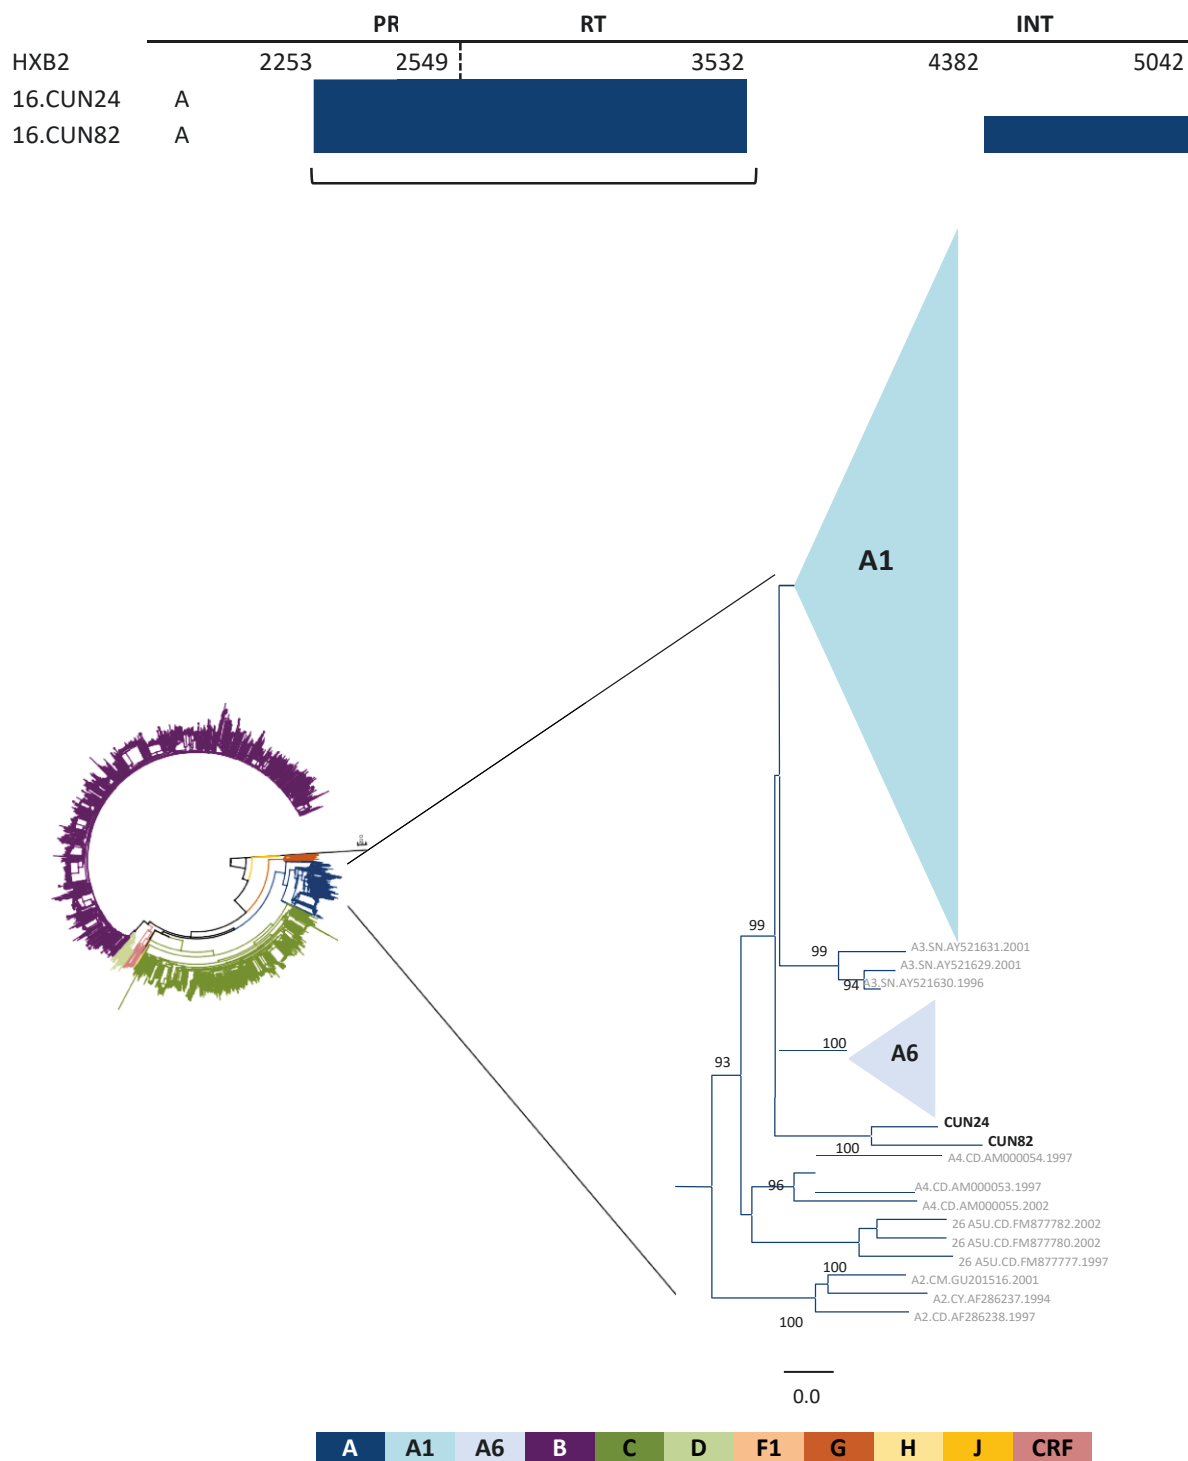 PR RT INT
HXB2 2253 2549 3532 4382 5042
16.CUN24 A
16.CUN82 A
A1
99
99
A3.SN.AY521631.2001
A3.SN.AY521629.2001
94 A3.SN.AY521630.1996
100
A6
93
CUN24
CUN82
100
A4.CD.AM000054.1997
96
A4.CD.AM000053.1997
A4.CD.AM000055.2002
26 A5U.CD.FM877782.2002
26 A5U.CD.FM877780.2002
26 A5U.CD.FM877777.1997
100
A2.CM.GU201516.2001
A2.CY.AF286237.1994
A2.CD.AF286238.1997
100
0.0
A A1 A6 B C D F1 G H J CRF